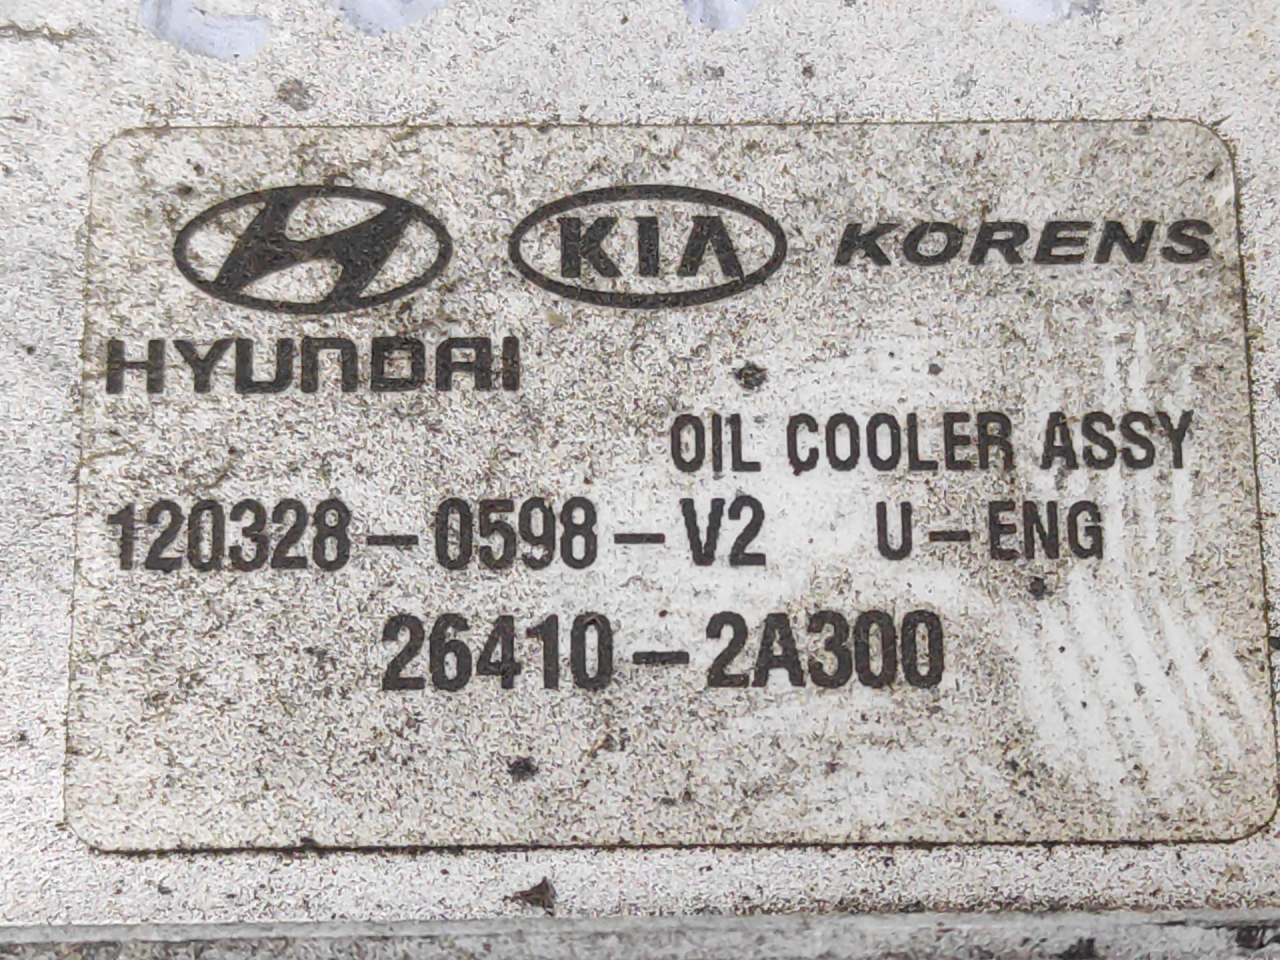 KIA KORENS
HYUNDAI
OIL COOLER ASSY
120328-0598-V2 U-ENG
26410-2A300